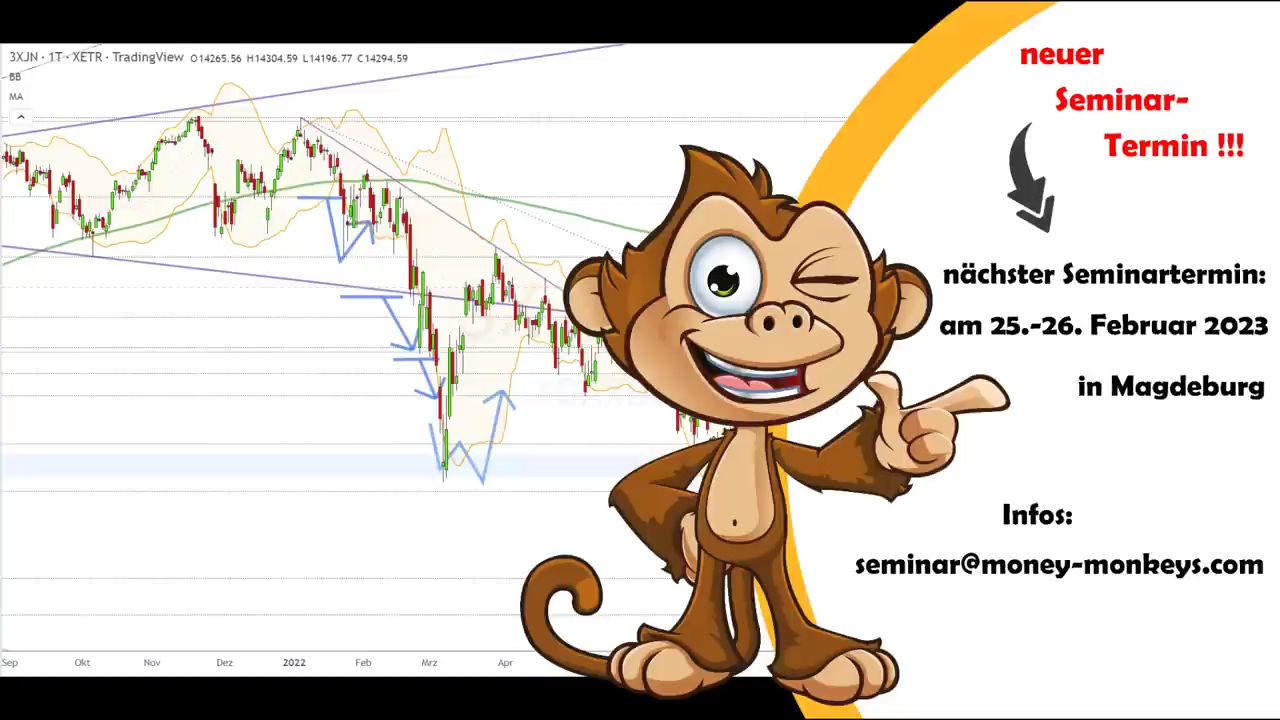 3XJN · 1T · XETR · TradingView O14265.56 H14304.59 L14196.77 C14294.59
BB
MA
Sep Okt Nov Dez 2022 Feb Mrz Apr
neuer
Seminar-
Termin !!!
nächster Seminartermin:
am 25.-26. Februar 2023
in Magdeburg
Infos:
seminar@money-monkeys.com